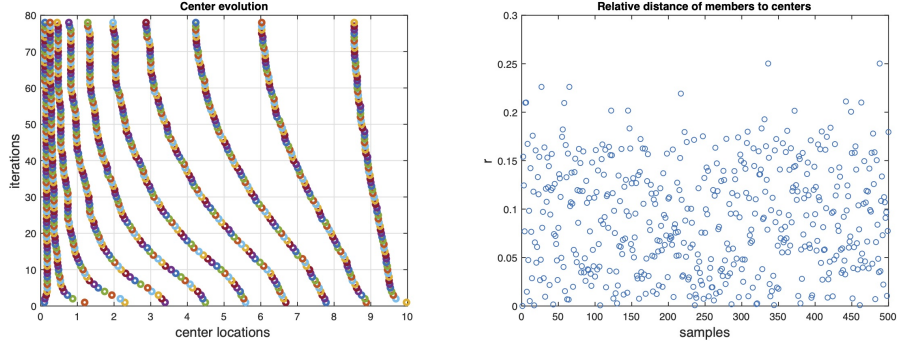 Center evolution
80
70
60
50
40
30
20
10
0
iterations
0 1 2 3 4 5 6 7 8 9 10
center locations
Relative distance of members to centers
0.3
0.25
0.2
0.15
0.1
0.05
0
r
0 50 100 150 200 250 300 350 400 450 500
samples